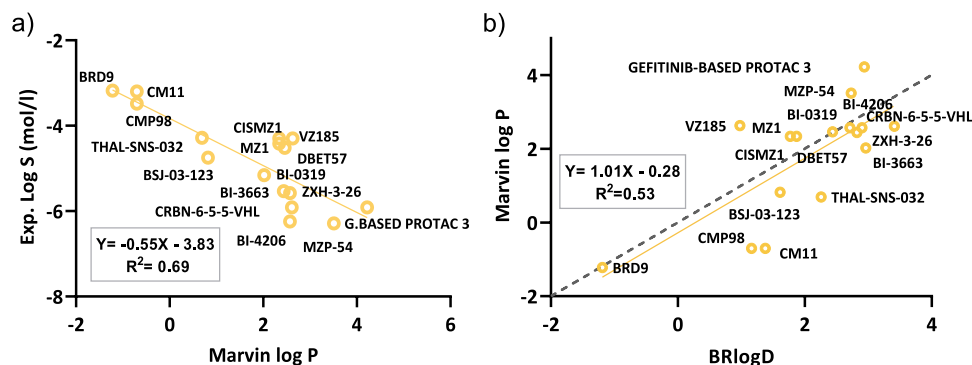 a)
Exp. Log S (mol/l)
-2
-4
-6
-8
BRD9
CM11
CMP98
THAL-SNS-032
BSJ-03-123
CISMZ1
VZ185
MZ1
DBET57
BI-0319
BI-3663
ZXH-3-26
CRBN-6-5-5-VHL
G.BASED PROTAC 3
BI-4206
MZP-54
Y= -0.55X - 3.83
R²= 0.69
-2 0 2 4 6
Marvin log P
b)
Marvin log P
4
2
0
-2
GEFITINIB-BASED PROTAC 3
MZP-54
BI-4206
BI-0319
CRBN-6-5-5-VHL
VZ185
MZ1
ZXH-3-26
CISMZ1
DBET57
BI-3663
Y= 1.01X - 0.28
R²=0.53
THAL-SNS-032
BSJ-03-123
CMP98
CM11
BRD9
-2 0 2 4
BRlogD